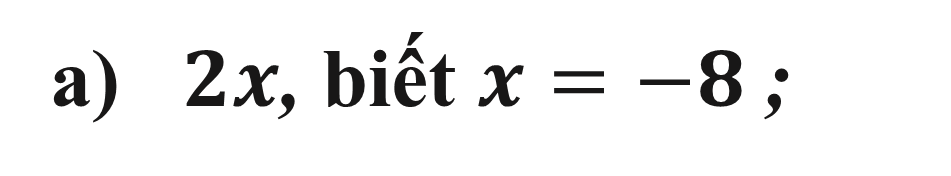 a) 2x, biết x = −8 ;